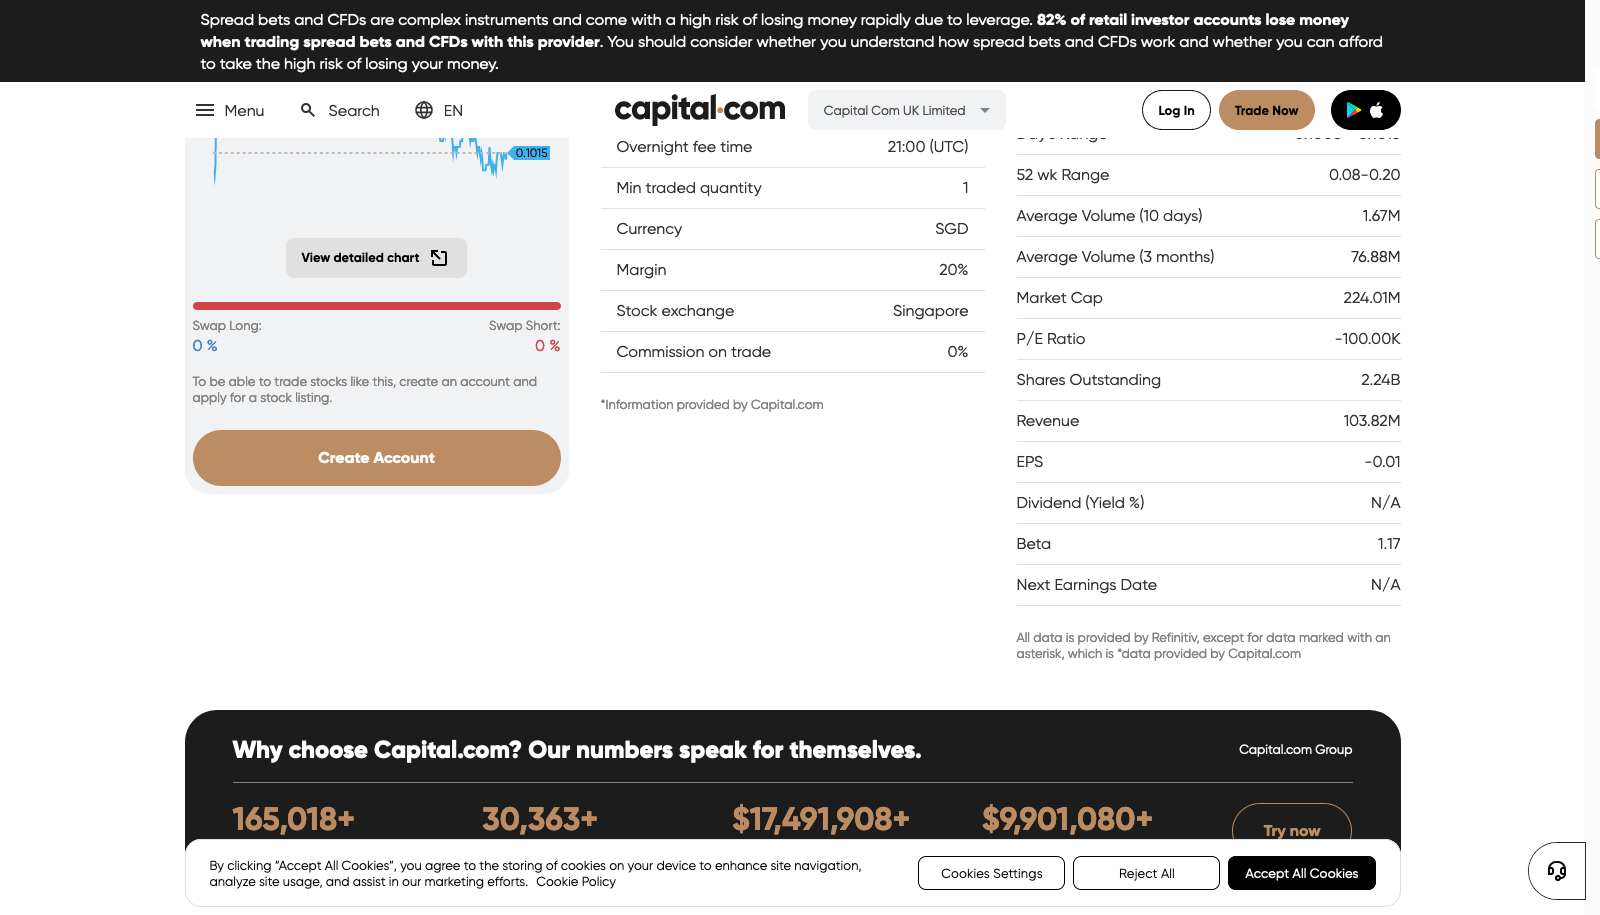 Spread bets and CFDs are complex instruments and come with a high risk of losing money rapidly due to leverage. 82% of retail investor accounts lose money
when trading spread bets and CFDs with this provider. You should consider whether you understand how spread bets and CFDs work and whether you can afford
to take the high risk of losing your money.
Menu
Search
EN
capital.com
Capital Com UK Limited
Log In
Trade Now
0.1015
View detailed chart
Swap Long:
Swap Short:
0 %
0 %
To be able to trade stocks like this, create an account and
apply for a stock listing.
Create Account
Overnight fee time 21:00 (UTC)
Min traded quantity 1
Currency SGD
Margin 20%
Stock exchange Singapore
Commission on trade 0%
*Information provided by Capital.com
52 wk Range 0.08-0.20
Average Volume (10 days) 1.67M
Average Volume (3 months) 76.88M
Market Cap 224.01M
P/E Ratio -100.00K
Shares Outstanding 2.24B
Revenue 103.82M
EPS -0.01
Dividend (Yield %) N/A
Beta 1.17
Next Earnings Date N/A
All data is provided by Refinitiv, except for data marked with an
asterisk, which is *data provided by Capital.com
Why choose Capital.com? Our numbers speak for themselves.
Capital.com Group
165,018+
30,363+
$17,491,908+
$9,901,080+
Try now
By clicking “Accept All Cookies”, you agree to the storing of cookies on your device to enhance site navigation,
analyze site usage, and assist in our marketing efforts. Cookie Policy
Cookies Settings
Reject All
Accept All Cookies